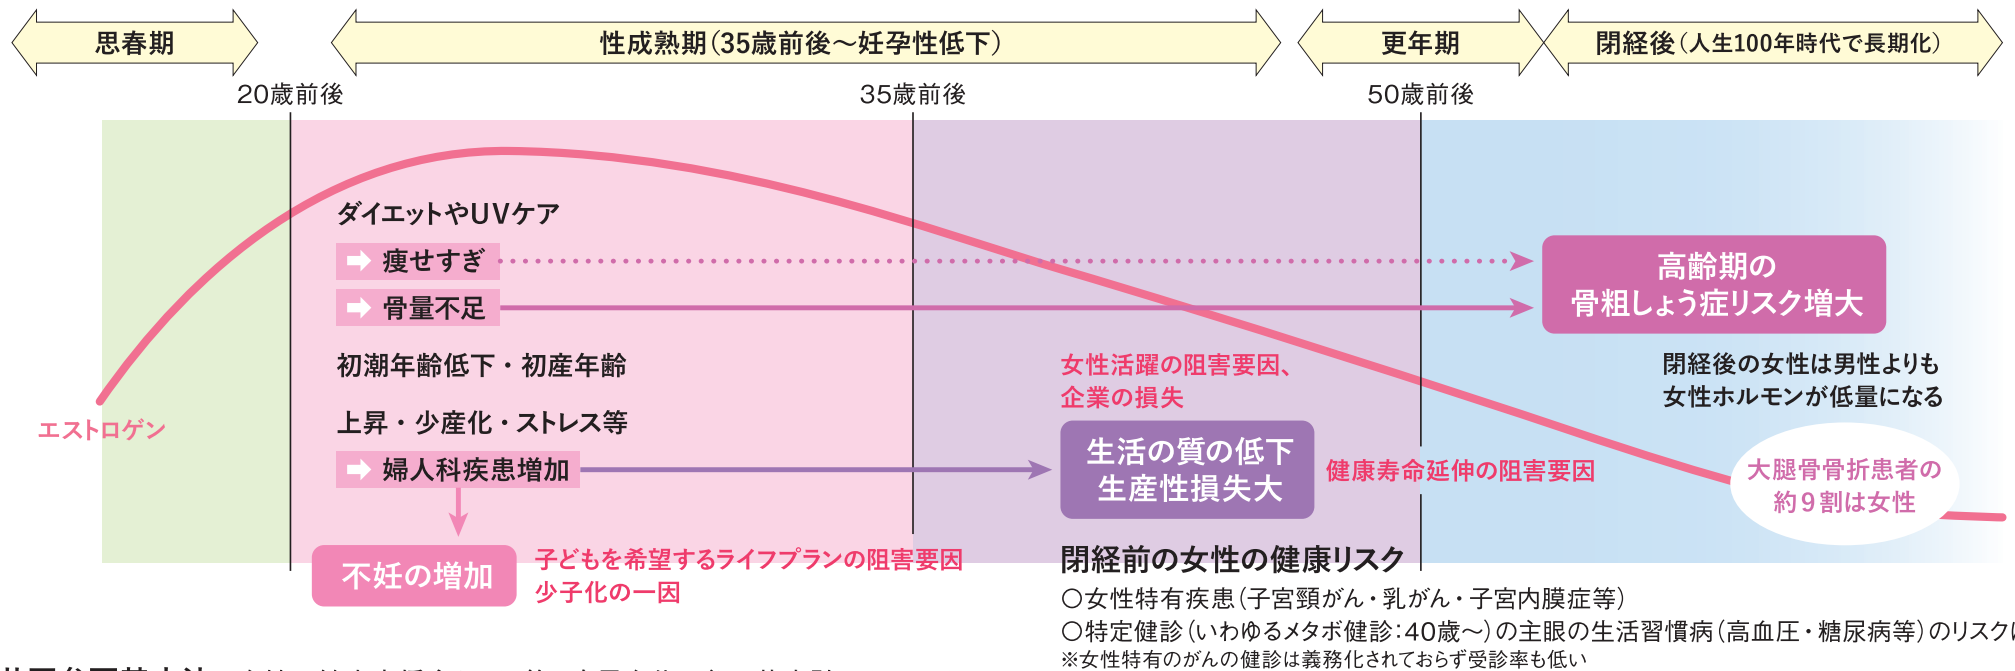 思春期
性成熟期（35歳前後～妊孕性低下）
更年期
閉経後（人生100年時代で長期化）
20歳前後
35歳前後
50歳前後
ダイエットやUVケア
痩せすぎ
骨量不足
高齢期の
骨粗しょう症リスク増大
初潮年齢低下・初産年齢
上昇・少産化・ストレス等
婦人科疾患増加
女性活躍の阻害要因、
企業の損失
生活の質の低下
生産性損失大
健康寿命延伸の阻害要因
閉経後の女性は男性よりも
女性ホルモンが低量になる
大腿骨骨折患者の
約9割は女性
エストロゲン
不妊の増加
子どもを希望するライフプランの阻害要因
少子化の一因
閉経前の女性の健康リスク
○女性特有疾患（子宮頸がん・乳がん・子宮内膜症等）
○特定健診（いわゆるメタボ健診：40歳～）の主眼の生活習慣病（高血圧・糖尿病等）のリスクは
※女性特有のがんの健診は義務化されておらず受診率も低い